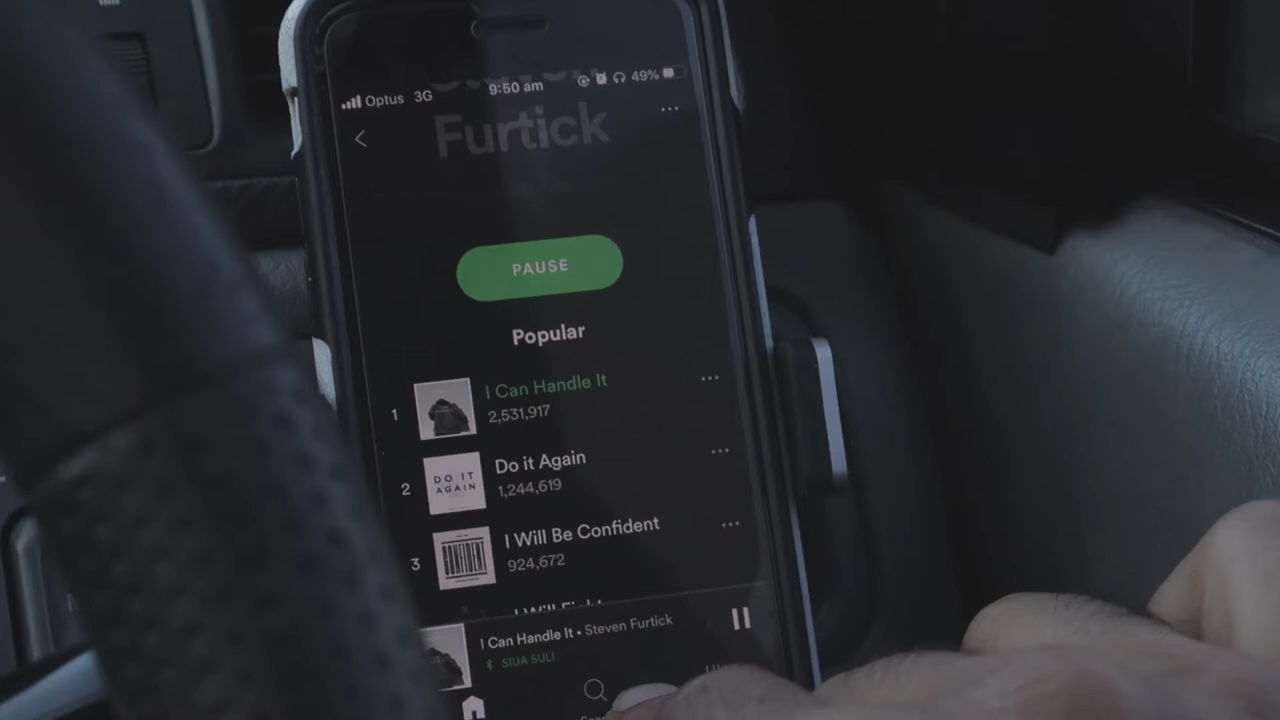 Optus 3G 9:50 am 49%
Furtick
PAUSE
Popular
1 I Can Handle It
2,531,917
2 DO IT AGAIN Do it Again
1,244,619
3 CONFIDENT I Will Be Confident
924,672
I Will
I Can Handle It • Steven Furtick
SIUA SULI